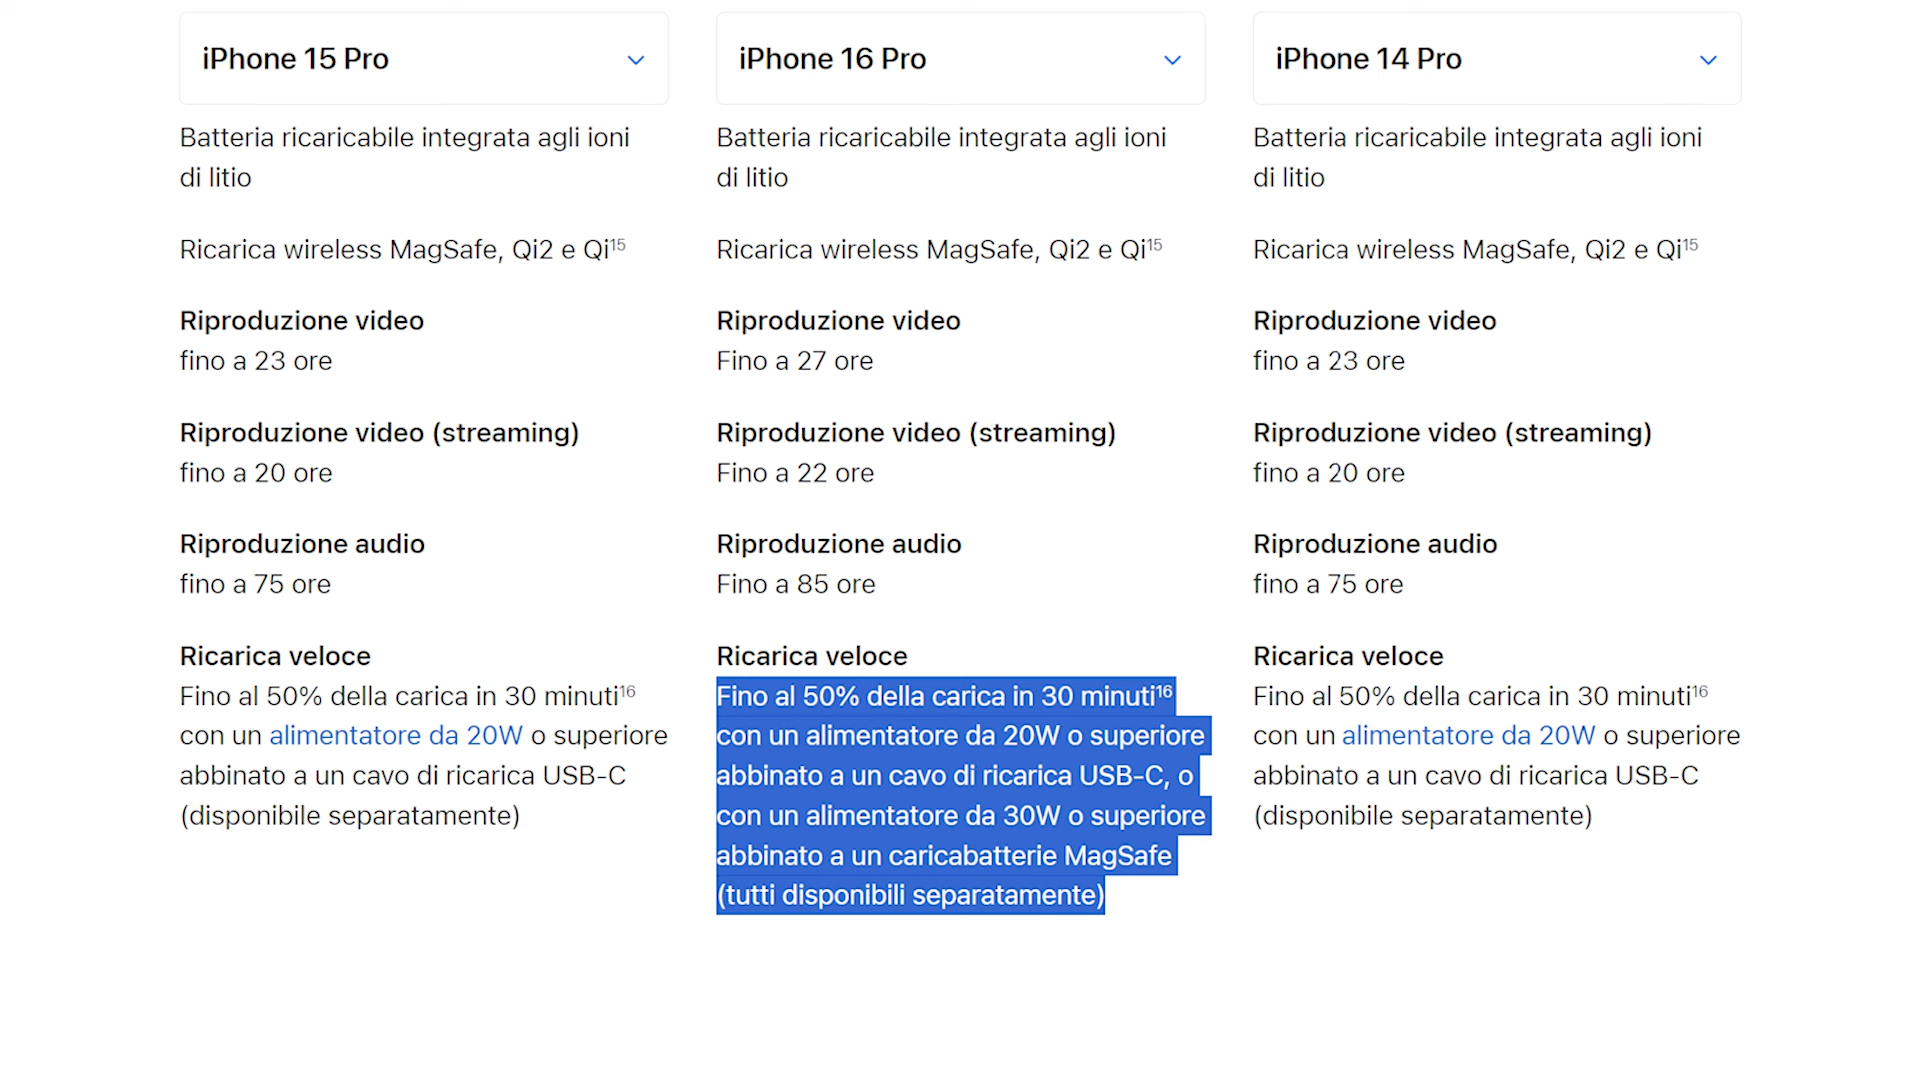 iPhone 15 Pro
Batteria ricaricabile integrata agli ioni
di litio
Ricarica wireless MagSafe, Qi2 e Qi¹⁵
Riproduzione video
fino a 23 ore
Riproduzione video (streaming)
fino a 20 ore
Riproduzione audio
fino a 75 ore
Ricarica veloce
Fino al 50% della carica in 30 minuti¹⁶
con un alimentatore da 20W o superiore
abbinato a un cavo di ricarica USB-C
(disponibile separatamente)
iPhone 16 Pro
Batteria ricaricabile integrata agli ioni
di litio
Ricarica wireless MagSafe, Qi2 e Qi¹⁵
Riproduzione video
Fino a 27 ore
Riproduzione video (streaming)
Fino a 22 ore
Riproduzione audio
Fino a 85 ore
Ricarica veloce
Fino al 50% della carica in 30 minuti¹⁶
con un alimentatore da 20W o superiore
abbinato a un cavo di ricarica USB-C, o
con un alimentatore da 30W o superiore
abbinato a un caricabatterie MagSafe
(tutti disponibili separatamente)
iPhone 14 Pro
Batteria ricaricabile integrata agli ioni
di litio
Ricarica wireless MagSafe, Qi2 e Qi¹⁵
Riproduzione video
fino a 23 ore
Riproduzione video (streaming)
fino a 20 ore
Riproduzione audio
fino a 75 ore
Ricarica veloce
Fino al 50% della carica in 30 minuti¹⁶
con un alimentatore da 20W o superiore
abbinato a un cavo di ricarica USB-C
(disponibile separatamente)